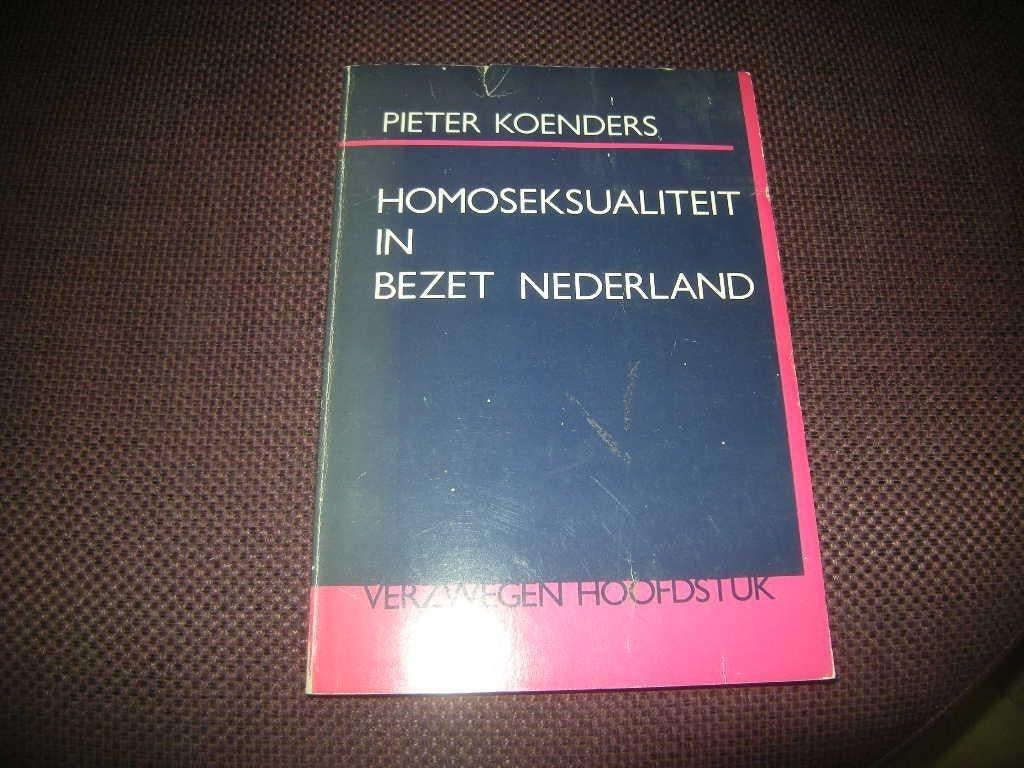 PIETER KOENDERS
HOMOSEKSUALITEIT
IN
BEZET NEDERLAND
VERZWEGEN HOOFDSTUK